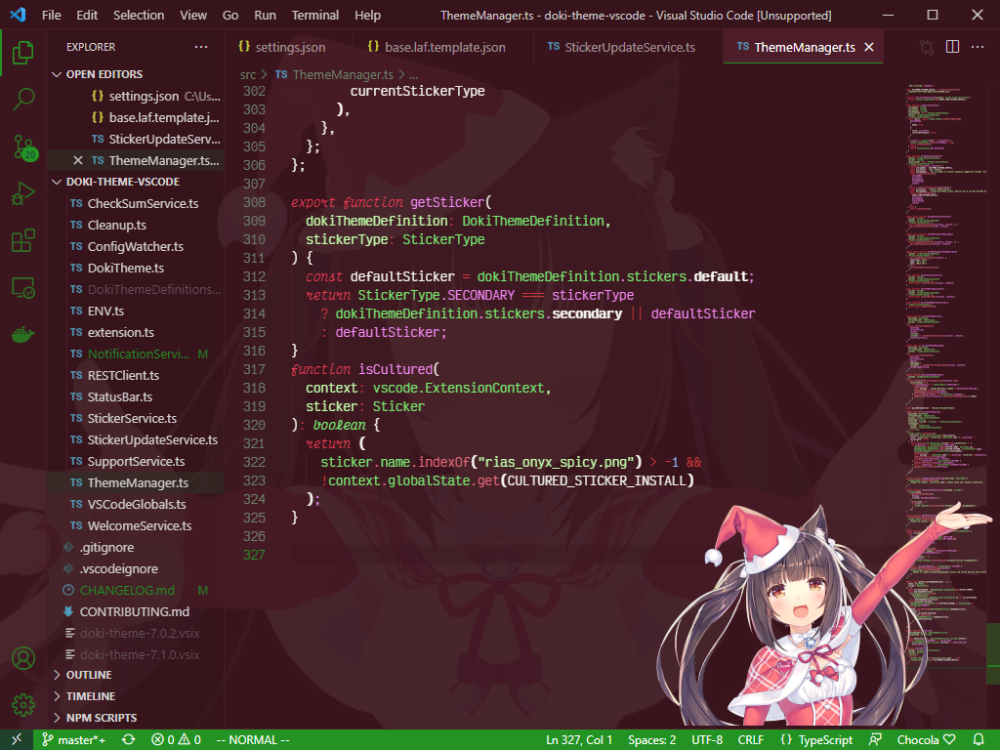 File Edit Selection View Go Run Terminal Help
ThemeManager.ts - doki-theme-vscode - Visual Studio Code [Unsupported]
EXPLORER
OPEN EDITORS
{} settings.json C:\Us...
{} base.laf.template.j...
TS StickerUpdateServ...
TS ThemeManager.ts...
DOKI-THEME-VSCODE
TS CheckSumService.ts
TS Cleanup.ts
TS ConfigWatcher.ts
TS DokiTheme.ts
TS DokiThemeDefinitions...
TS ENV.ts
TS extension.ts
TS NotificationServi... M
TS RESTClient.ts
TS StatusBar.ts
TS StickerService.ts
TS StickerUpdateService.ts
TS SupportService.ts
TS ThemeManager.ts
TS VSCodeGlobals.ts
TS WelcomeService.ts
.gitignore
.vscodeignore
CHANGELOG.md M
CONTRIBUTING.md
doki-theme-7.0.2.vsix
doki-theme-7.1.0.vsix
OUTLINE
TIMELINE
NPM SCRIPTS
20
{} settings.json
{} base.laf.template.json
TS StickerUpdateService.ts
TS ThemeManager.ts
src > TS ThemeManager.ts > ...
302 currentStickerType
303 ),
304 },
305 };
306 };
307
308 export function getSticker(
309 dokiThemeDefinition: DokiThemeDefinition,
310 stickerType: StickerType
311 ) {
312 const defaultSticker = dokiThemeDefinition.stickers.default;
313 return StickerType.SECONDARY === stickerType
314 ? dokiThemeDefinition.stickers.secondary || defaultSticker
315 : defaultSticker;
316 }
317 function isCultured(
318 context: vscode.ExtensionContext,
319 sticker: Sticker
320 ): boolean {
321 return (
322 sticker.name.indexOf("rias_onyx_spicy.png") > -1 &&
323 !context.globalState.get(CULTURED_STICKER_INSTALL)
324 );
325 }
326
327
master*+ 0 0 -- NORMAL --
Ln 327, Col 1 Spaces: 2 UTF-8 CRLF {} TypeScript Chocola♡